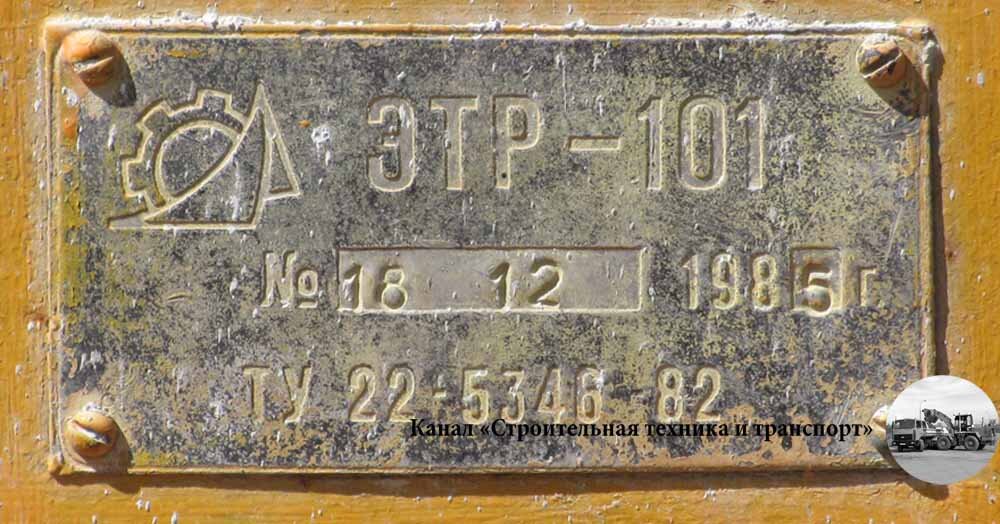 ЭТР-101
№ 18 12 1985 г.
ТУ 22-5346-82
Канал «Строительная техника и транспорт»